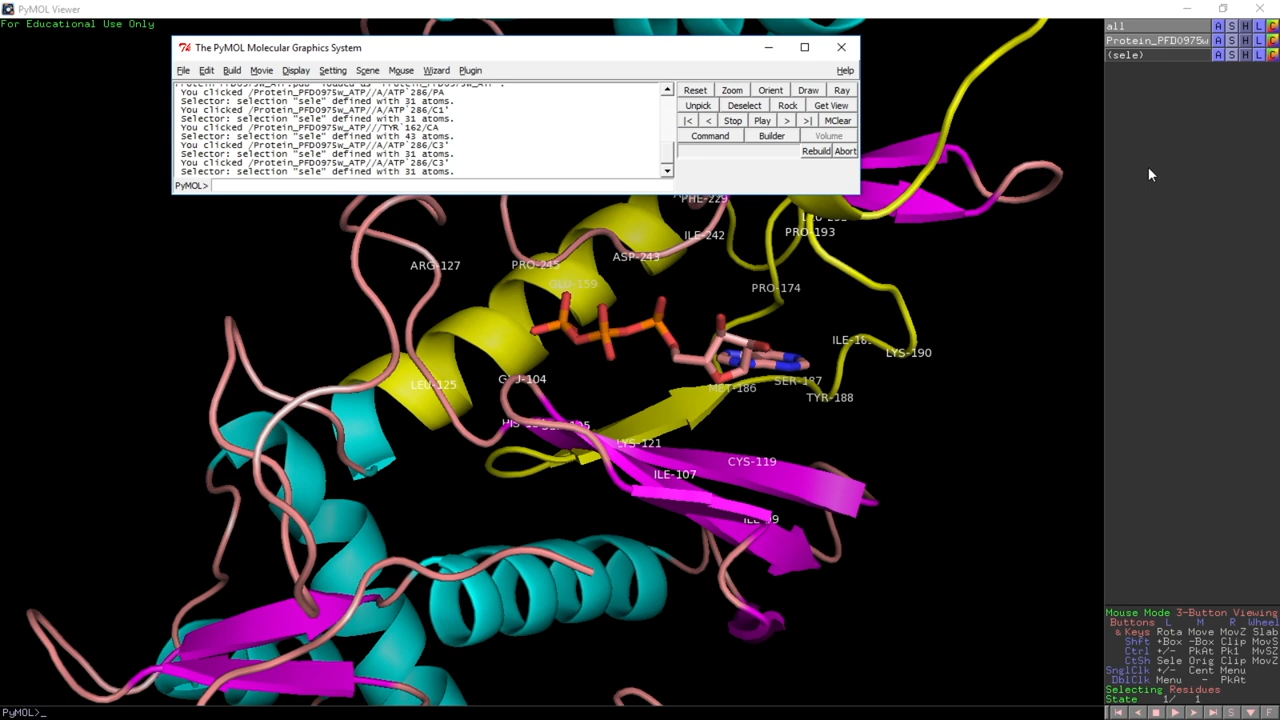 PyMOL Viewer
For Educational Use Only
The PyMOL Molecular Graphics System
File Edit Build Movie Display Setting Scene Mouse Wizard Plugin Help
You clicked /Protein_PFD0975w_ATP//A/ATP`286/PA
Selector: selection "sele" defined with 31 atoms.
You clicked /Protein_PFD0975w_ATP//A/ATP`286/C1'
Selector: selection "sele" defined with 31 atoms.
You clicked /Protein_PFD0975w_ATP///TYR`162/CA
Selector: selection "sele" defined with 43 atoms.
You clicked /Protein_PFD0975w_ATP//A/ATP`286/C3'
Selector: selection "sele" defined with 31 atoms.
You clicked /Protein_PFD0975w_ATP//A/ATP`286/C3'
Selector: selection "sele" defined with 31 atoms.
PyMOL>
Reset Zoom Orient Draw Ray
Unpick Deselect Rock Get View
|< < Stop Play > >| MClear
Command Builder Volume
Rebuild Abort
all A S H L C
Protein_PFD0975w A S H L C
(sele) A S H L C
PHE-229
PRO-193
ILE-242
ASP-243
PRO-245
ARG-127
GLU-159
PRO-174
LYS-190
SER-187
MET-186
TYR-188
LEU-125
LYS-121
CYS-119
ILE-107
Mouse Mode 3-Button Viewing
Buttons L M R Wheel
& Keys Rota Move MovZ Slab
Shft +Box -Box Clip MovS
Ctrl +/- PkAt Pk1 MvSZ
CtSh Sele Orig Clip MovZ
SnglClk +/- Cent Menu
DblClk Menu - PkAt
Selecting Residues
State 1/ 1
PyMOL>_
S F